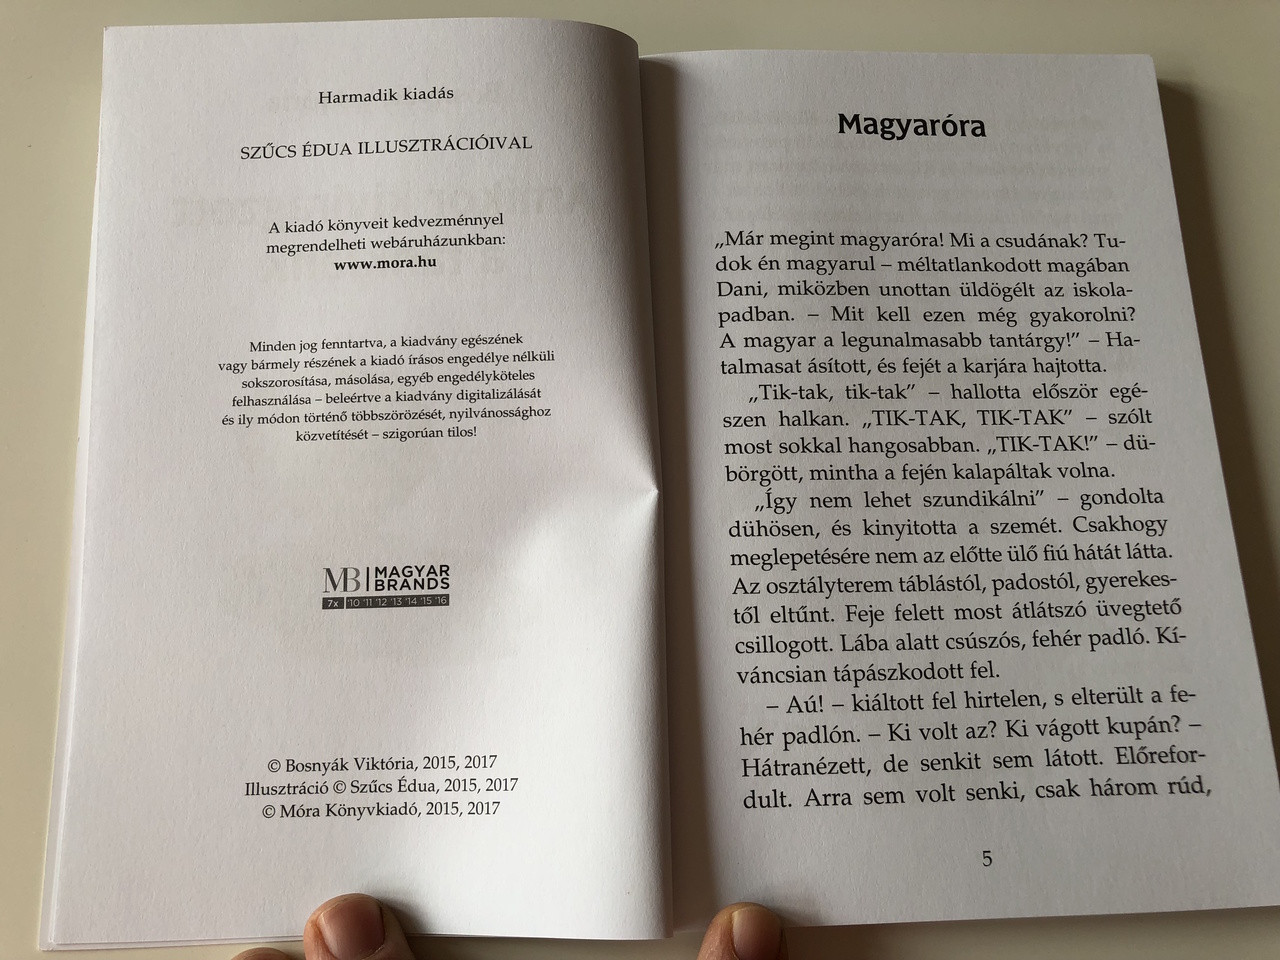 Harmadik kiadás
SZŰCS ÉDUA ILLUSZTRÁCIÓIVAL
A kiadó könyveit kedvezménnyel
megrendelheti webáruházunkban:
www.mora.hu
Minden jog fenntartva, a kiadvány egészének
vagy bármely részének a kiadó írásos engedélye nélküli
sokszorosítása, másolása, egyéb engedélyköteles
felhasználása – beleértve a kiadvány digitalizálását
és ily módon történő többszörözését, nyilvánossághoz
közvetítését – szigorúan tilos!
MB | MAGYAR
BRANDS
7x '10 '11 '12 '13 '14 '15 '16
© Bosnyák Viktória, 2015, 2017
Illusztráció © Szűcs Édua, 2015, 2017
© Móra Könyvkiadó, 2015, 2017
Magyaróra
„Már megint magyaróra! Mi a csudának? Tu-
dok én magyarul – méltatlankodott magában
Dani, miközben unottan üldögélt az iskola-
padban. – Mit kell ezen még gyakorolni?
A magyar a legunalmasabb tantárgy!” – Ha-
talmasat ásított, és fejét a karjára hajtotta.
„Tik-tak, tik-tak” – hallotta először egé-
szen halkan. „TIK-TAK, TIK-TAK” – szólt
most sokkal hangosabban. „TIK-TAK!” – dü-
börgött, mintha a fején kalapáltak volna.
„Így nem lehet szundikálni” – gondolta
dühösen, és kinyitotta a szemét. Csakhogy
meglepetésére nem az előtte ülő fiú hátát látta.
Az osztályterem táblástól, padostól, gyerekes-
től eltűnt. Feje felett most átlátszó üvegtető
csillogott. Lába alatt csúszós, fehér padló. Kí-
váncsian tápászkodott fel.
– Aú! – kiáltott fel hirtelen, s elterült a fe-
hér padlón. – Ki volt az? Ki vágott kupán? –
Hátranézett, de senkit sem látott. Előrefor-
dult. Arra sem volt senki, csak három rúd,
5